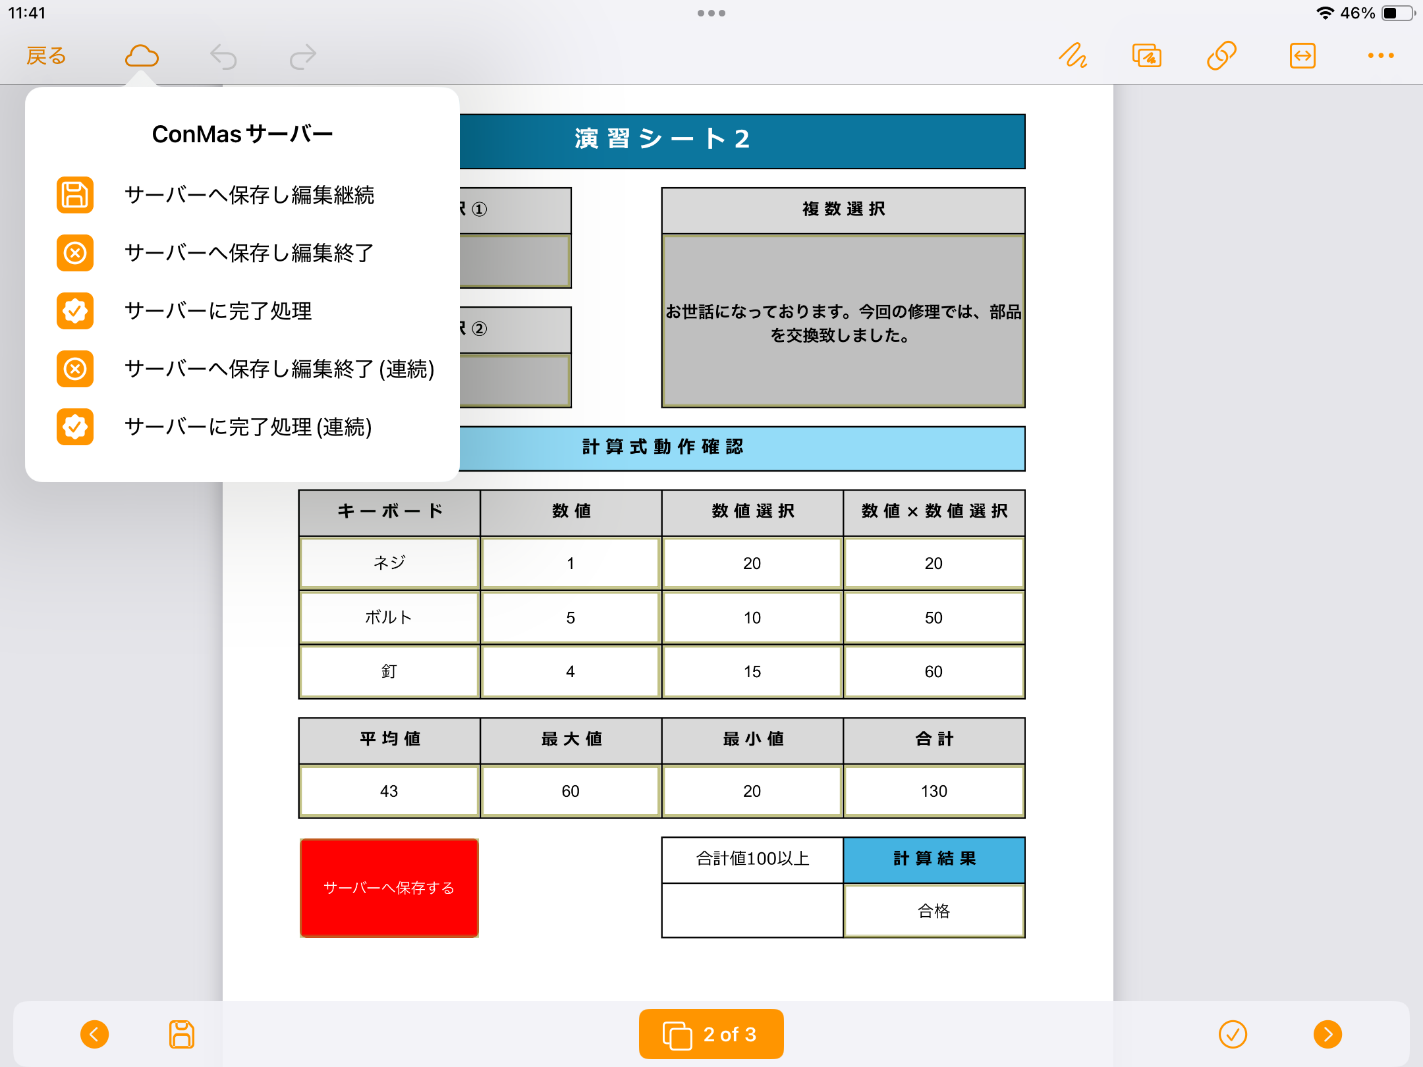 11:41
46%
戻る
ConMasサーバー
サーバーへ保存し編集継続
サーバーへ保存し編集終了
サーバーに完了処理
サーバーへ保存し編集終了(連続)
サーバーに完了処理(連続)
演習シート2
択①
複数選択
お世話になっております。今回の修理では、部品
を交換致しました。
択②
計算式動作確認
キーボード 数値 数値選択 数値×数値選択
ネジ 1 20 20
ボルト 5 10 50
釘 4 15 60
平均値 最大値 最小値 合計
43 60 20 130
サーバーへ保存する
合計値100以上 計算結果
合格
2 of 3